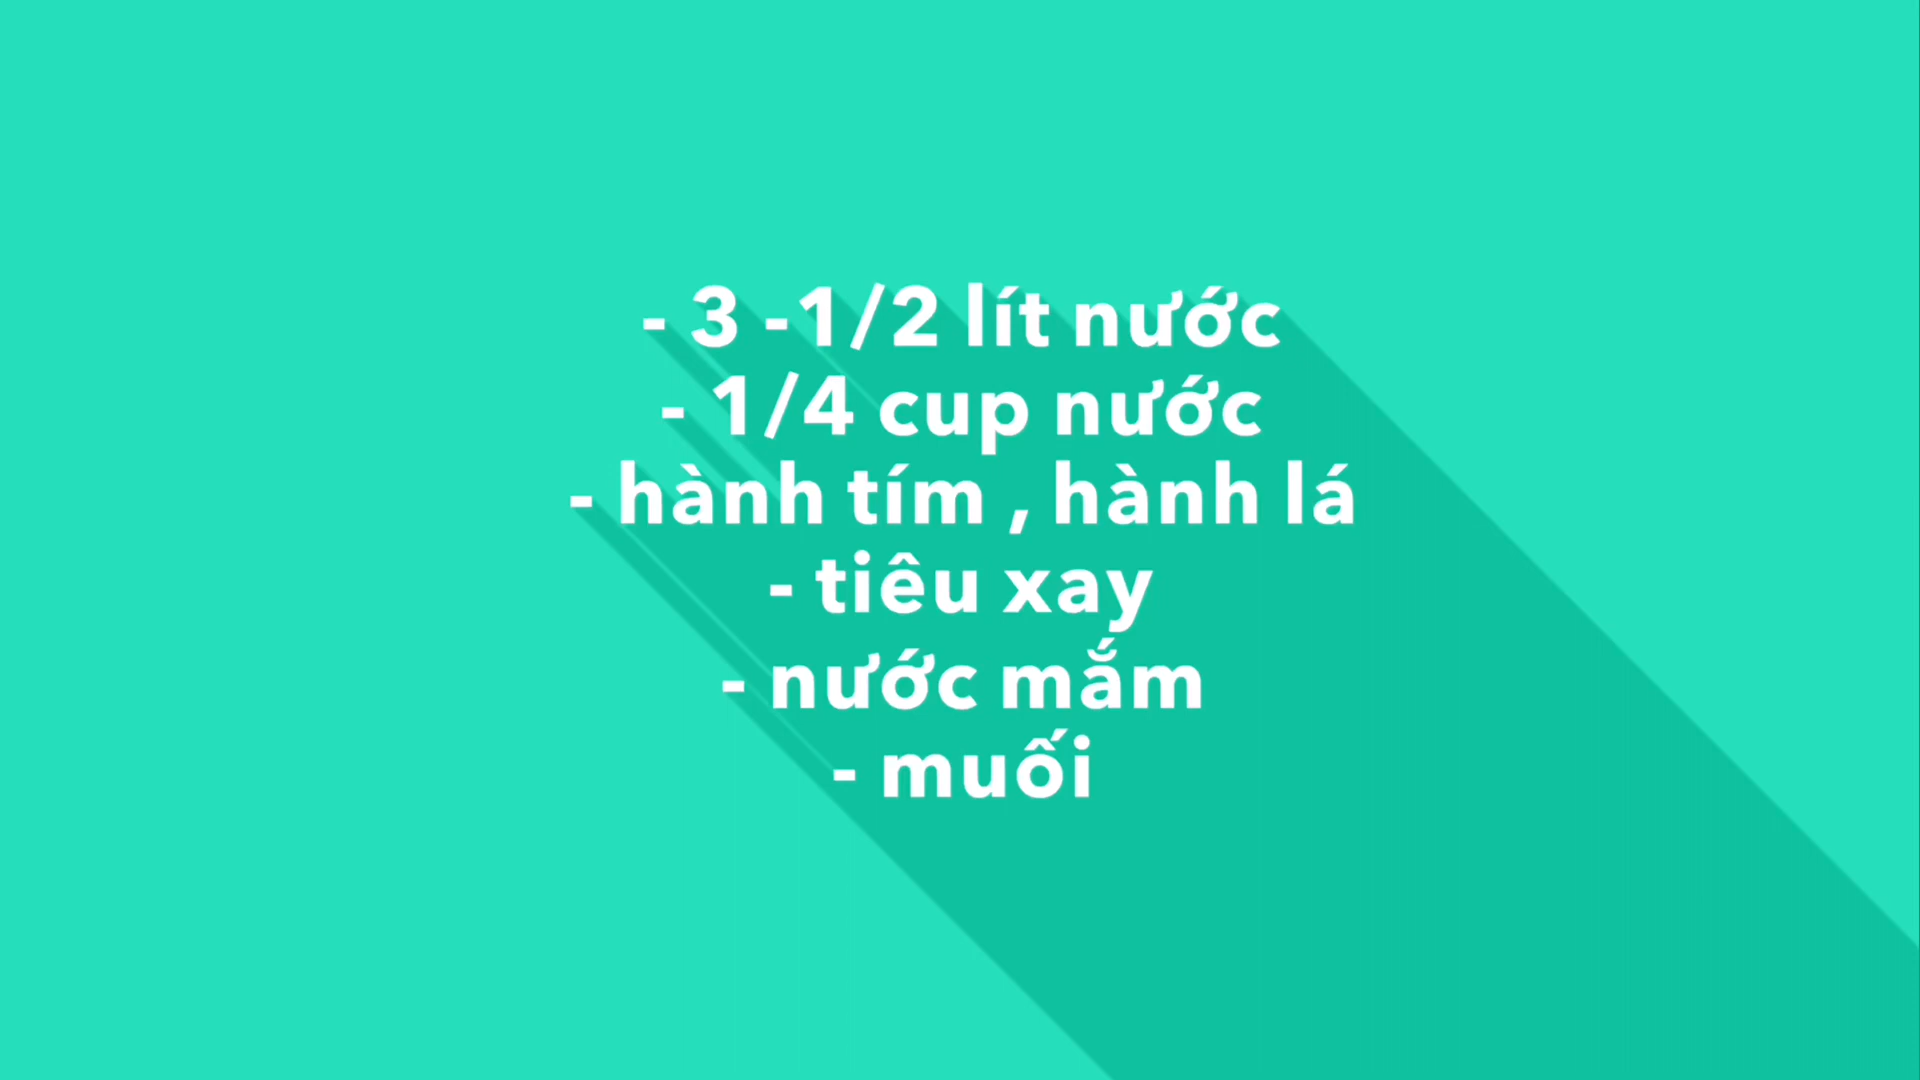 - 3 -1/2 lít nước
- 1/4 cup nước
- hành tím , hành lá
- tiêu xay
- nước mắm
- muối